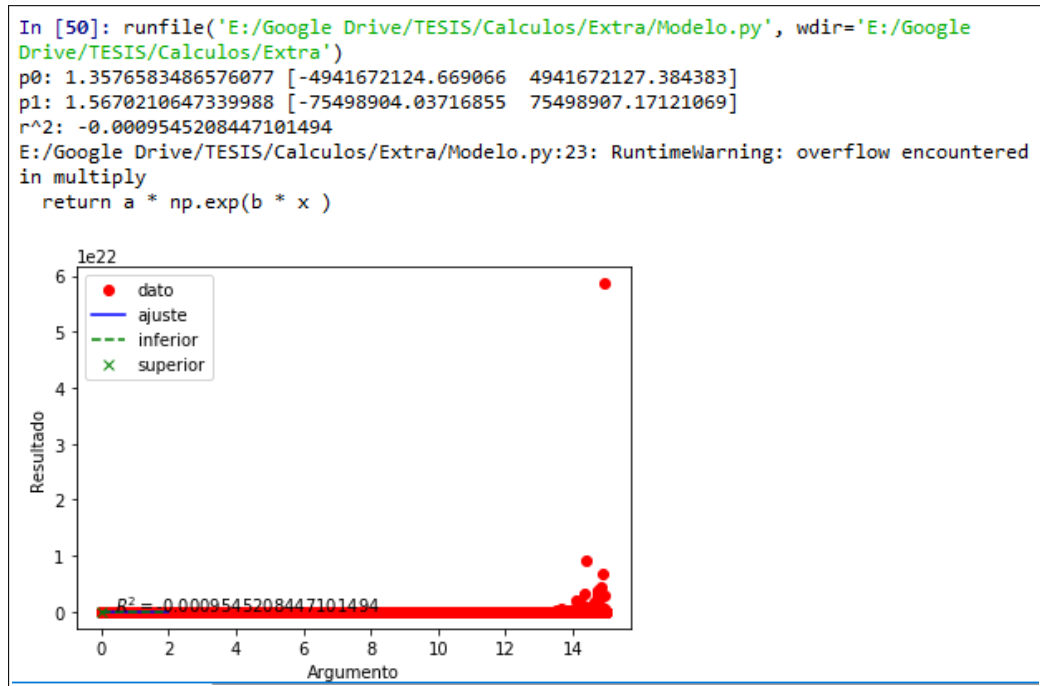 In [50]: runfile('E:/Google Drive/TESIS/Calculos/Extra/Modelo.py', wdir='E:/Google
Drive/TESIS/Calculos/Extra')
p0: 1.3576583486576077 [-4941672124.669066  4941672127.384383]
p1: 1.5670210647339988 [-75498904.03716855  75498907.17121069]
r^2: -0.0009545208447101494
E:/Google Drive/TESIS/Calculos/Extra/Modelo.py:23: RuntimeWarning: overflow encountered
in multiply
  return a * np.exp(b * x )
1e22
6
dato
ajuste
inferior
superior
5
4
3
2
1
0
Resultado
R² = -0.0009545208447101494
0 2 4 6 8 10 12 14
Argumento